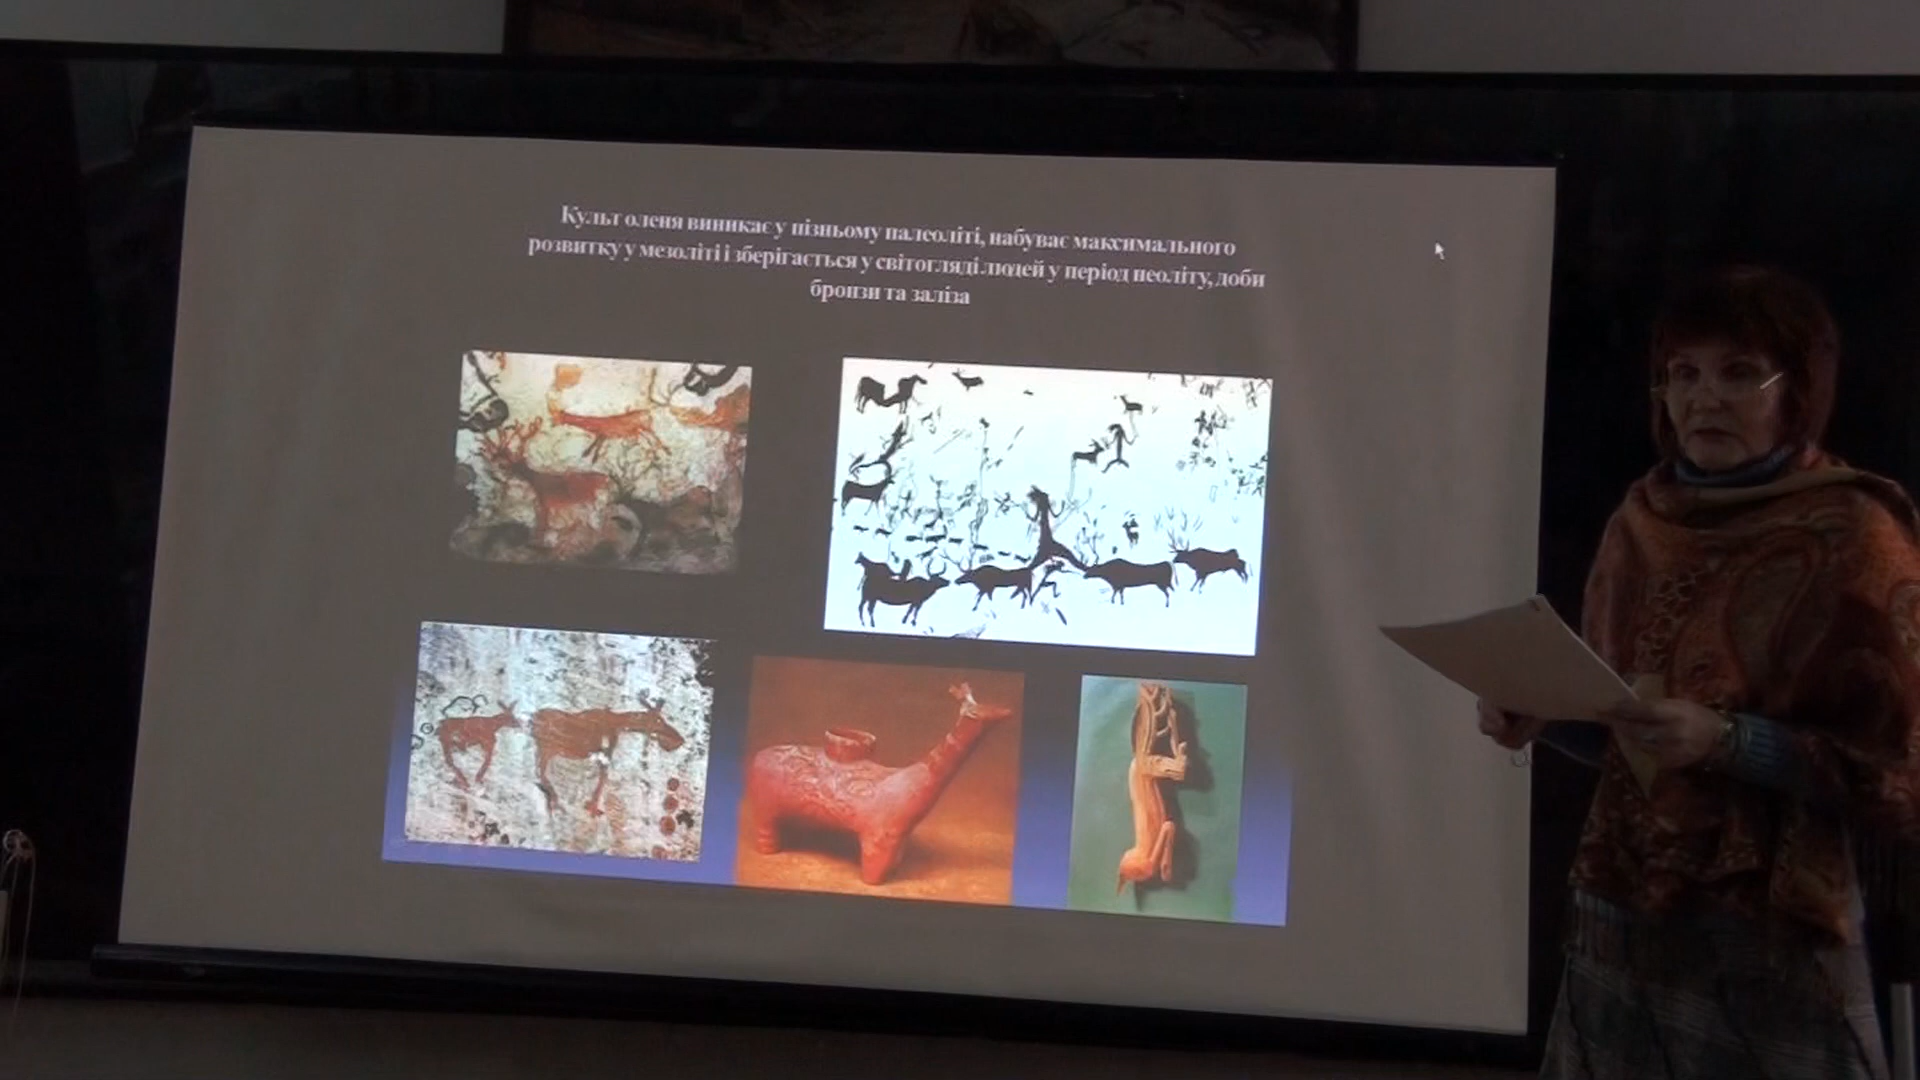 Культ оленя виникає у пізньому палеоліті, набуває максимального
розвитку у мезоліті і зберігається у світогляді людей у період неоліту, доби
бронзи та заліза